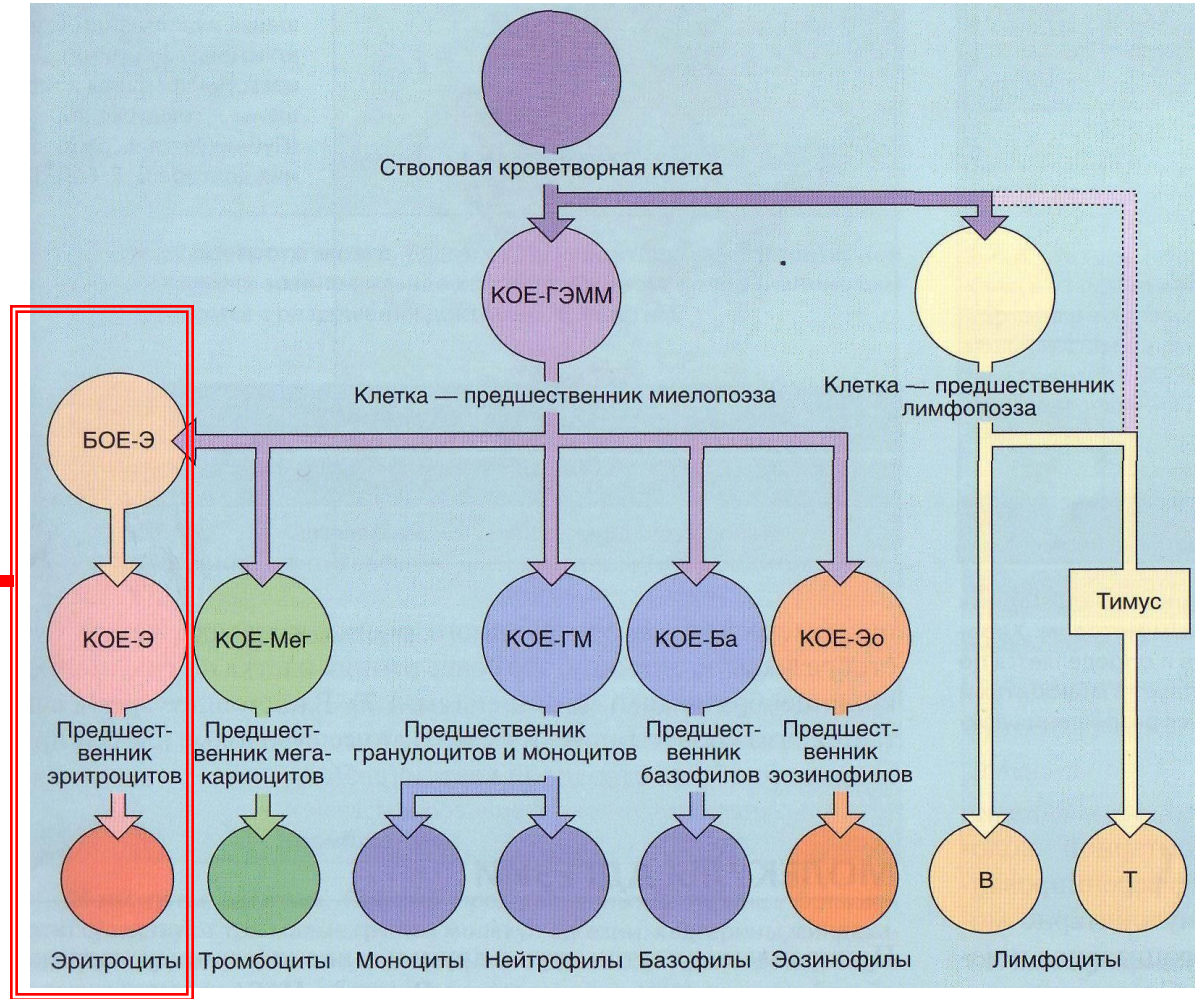 Стволовая кроветворная клетка
КОЕ-ГЭММ
Клетка — предшественник миелопоэза
Клетка — предшественник
лимфопоэза
БОЕ-Э
КОЕ-Э
КОЕ-Мег
КОЕ-ГМ
КОЕ-Ба
КОЕ-Эо
Тимус
Предшест-
венник
эритроцитов
Предшест-
венник мега-
кариоцитов
Предшественник
гранулоцитов и моноцитов
Предшест-
венник
базофилов
Предшест-
венник
эозинофилов
В
Т
Эритроциты
Тромбоциты
Моноциты
Нейтрофилы
Базофилы
Эозинофилы
Лимфоциты